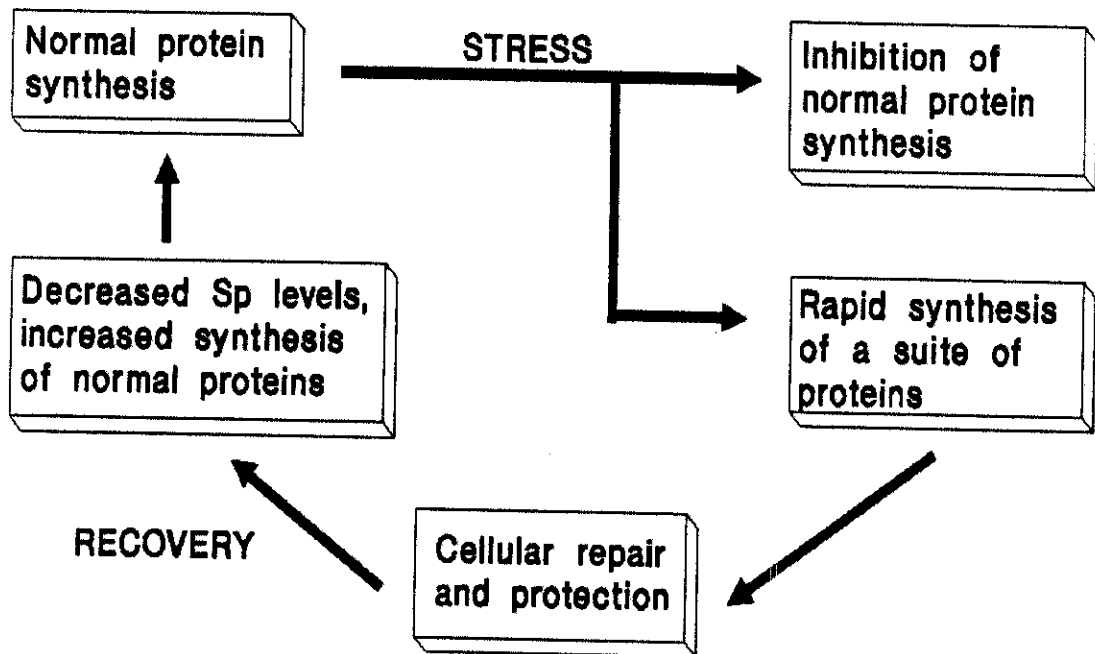 Normal protein
synthesis
STRESS
Inhibition of
normal protein
synthesis
Decreased Sp levels,
increased synthesis
of normal proteins
Rapid synthesis
of a suite of
proteins
RECOVERY
Cellular repair
and protection